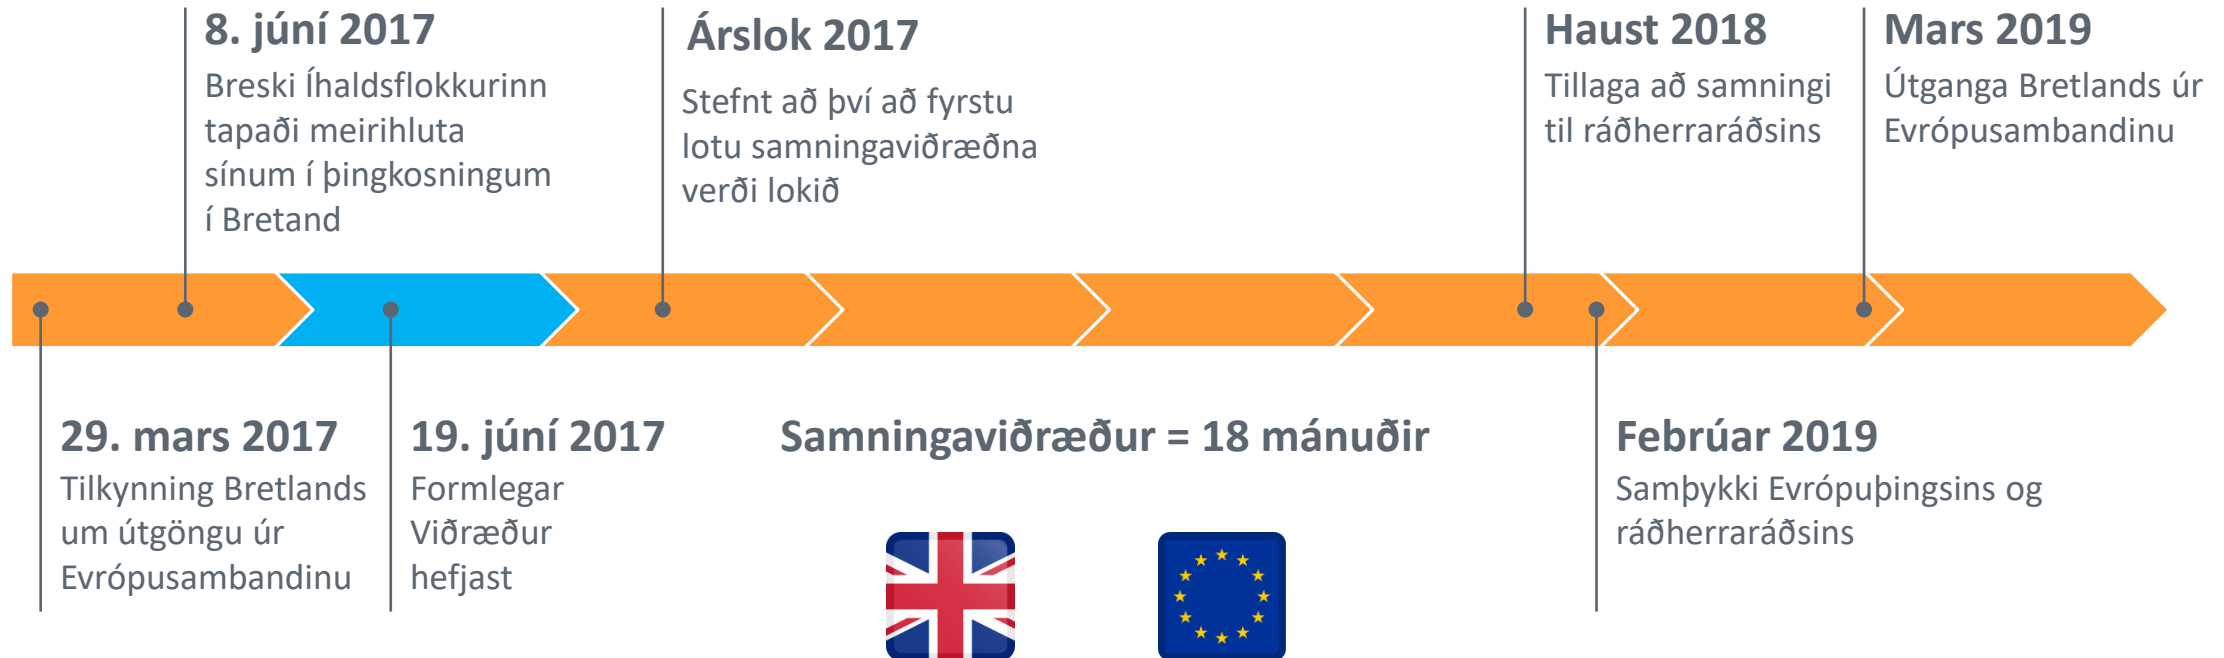 8. júní 2017
Breski Íhaldsflokkurinn
tapaði meirihluta
sínum í þingkosningum
í Bretand
Árslok 2017
Stefnt að því að fyrstu
lotu samningaviðræðna
verði lokið
Haust 2018
Tillaga að samningi
til ráðherraráðsins
Mars 2019
Útganga Bretlands úr
Evrópusambandinu
29. mars 2017
Tilkynning Bretlands
um útgöngu úr
Evrópusambandinu
19. júní 2017
Formlegar
Viðræður
hefjast
Samningaviðræður = 18 mánuðir
Febrúar 2019
Samþykki Evrópuþingsins og
ráðherraráðsins